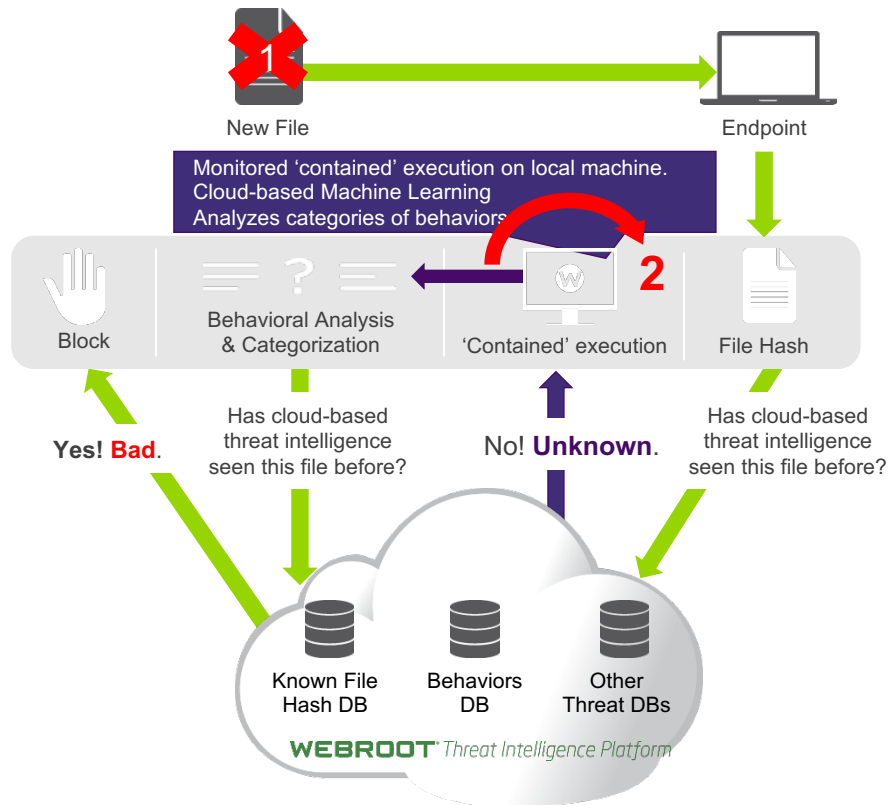 1
New File
Endpoint
Monitored ‘contained’ execution on local machine.
Cloud-based Machine Learning
Analyzes categories of behaviors
2
W
?
Block
Behavioral Analysis
& Categorization
‘Contained’ execution
File Hash
Yes! Bad.
Has cloud-based
threat intelligence
seen this file before?
No! Unknown.
Has cloud-based
threat intelligence
seen this file before?
Known File
Hash DB
Behaviors
DB
Other
Threat DBs
WEBROOT® Threat Intelligence Platform